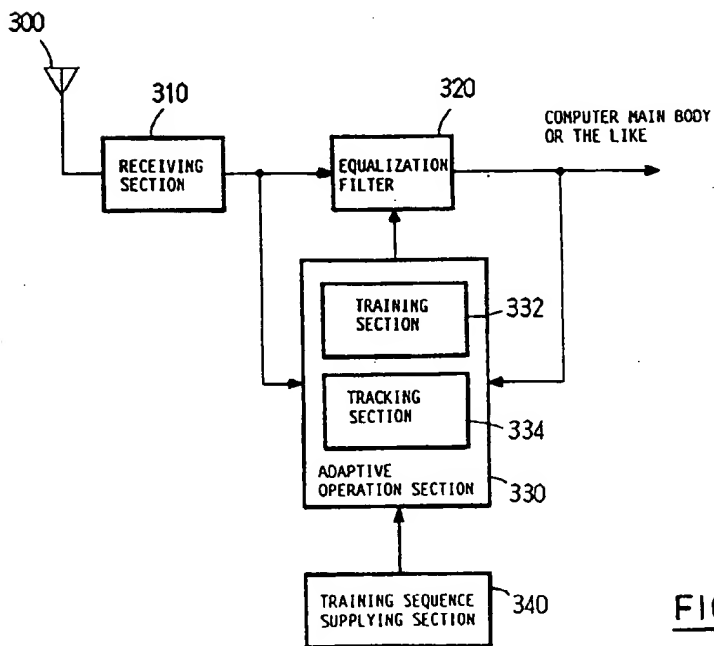 300
310
320
COMPUTER MAIN BODY
OR THE LIKE
RECEIVING
SECTION
EQUALIZATION
FILTER
TRAINING
SECTION
332
TRACKING
SECTION
334
ADAPTIVE
OPERATION SECTION
330
TRAINING SEQUENCE
SUPPLYING SECTION
340